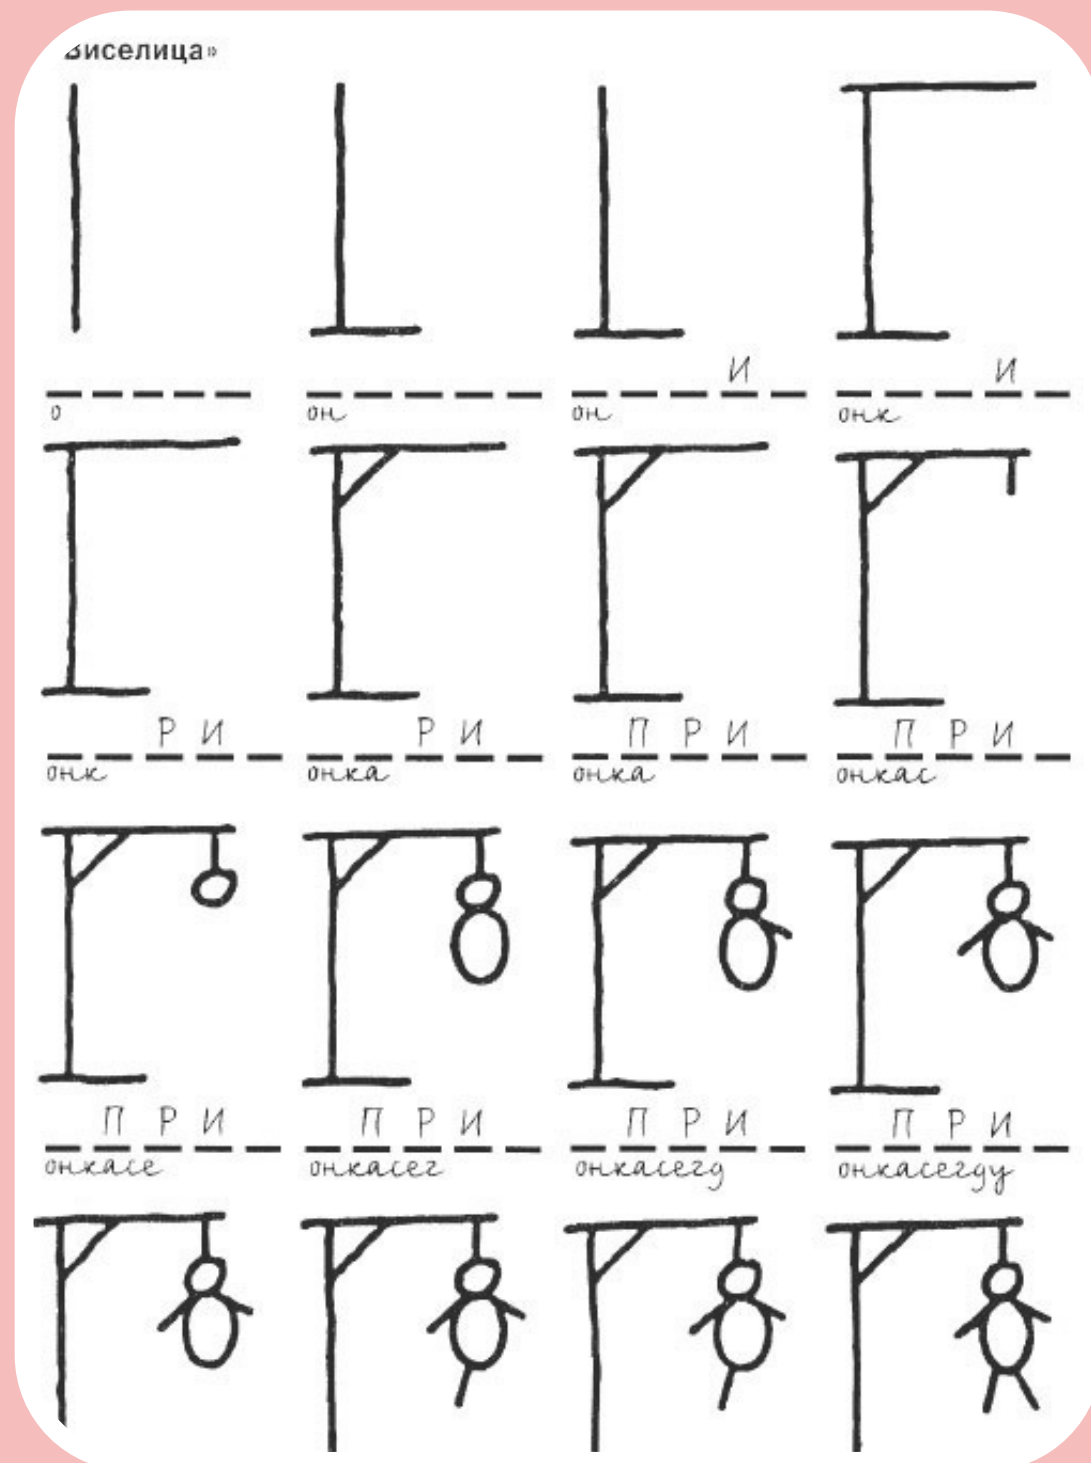 Виселица»
И И
о он он онк
Р И Р И П Р И П Р И
онк онка онка онкас
П Р И П Р И П Р И П Р И
онкасе онкасег онкасегд онкасегду